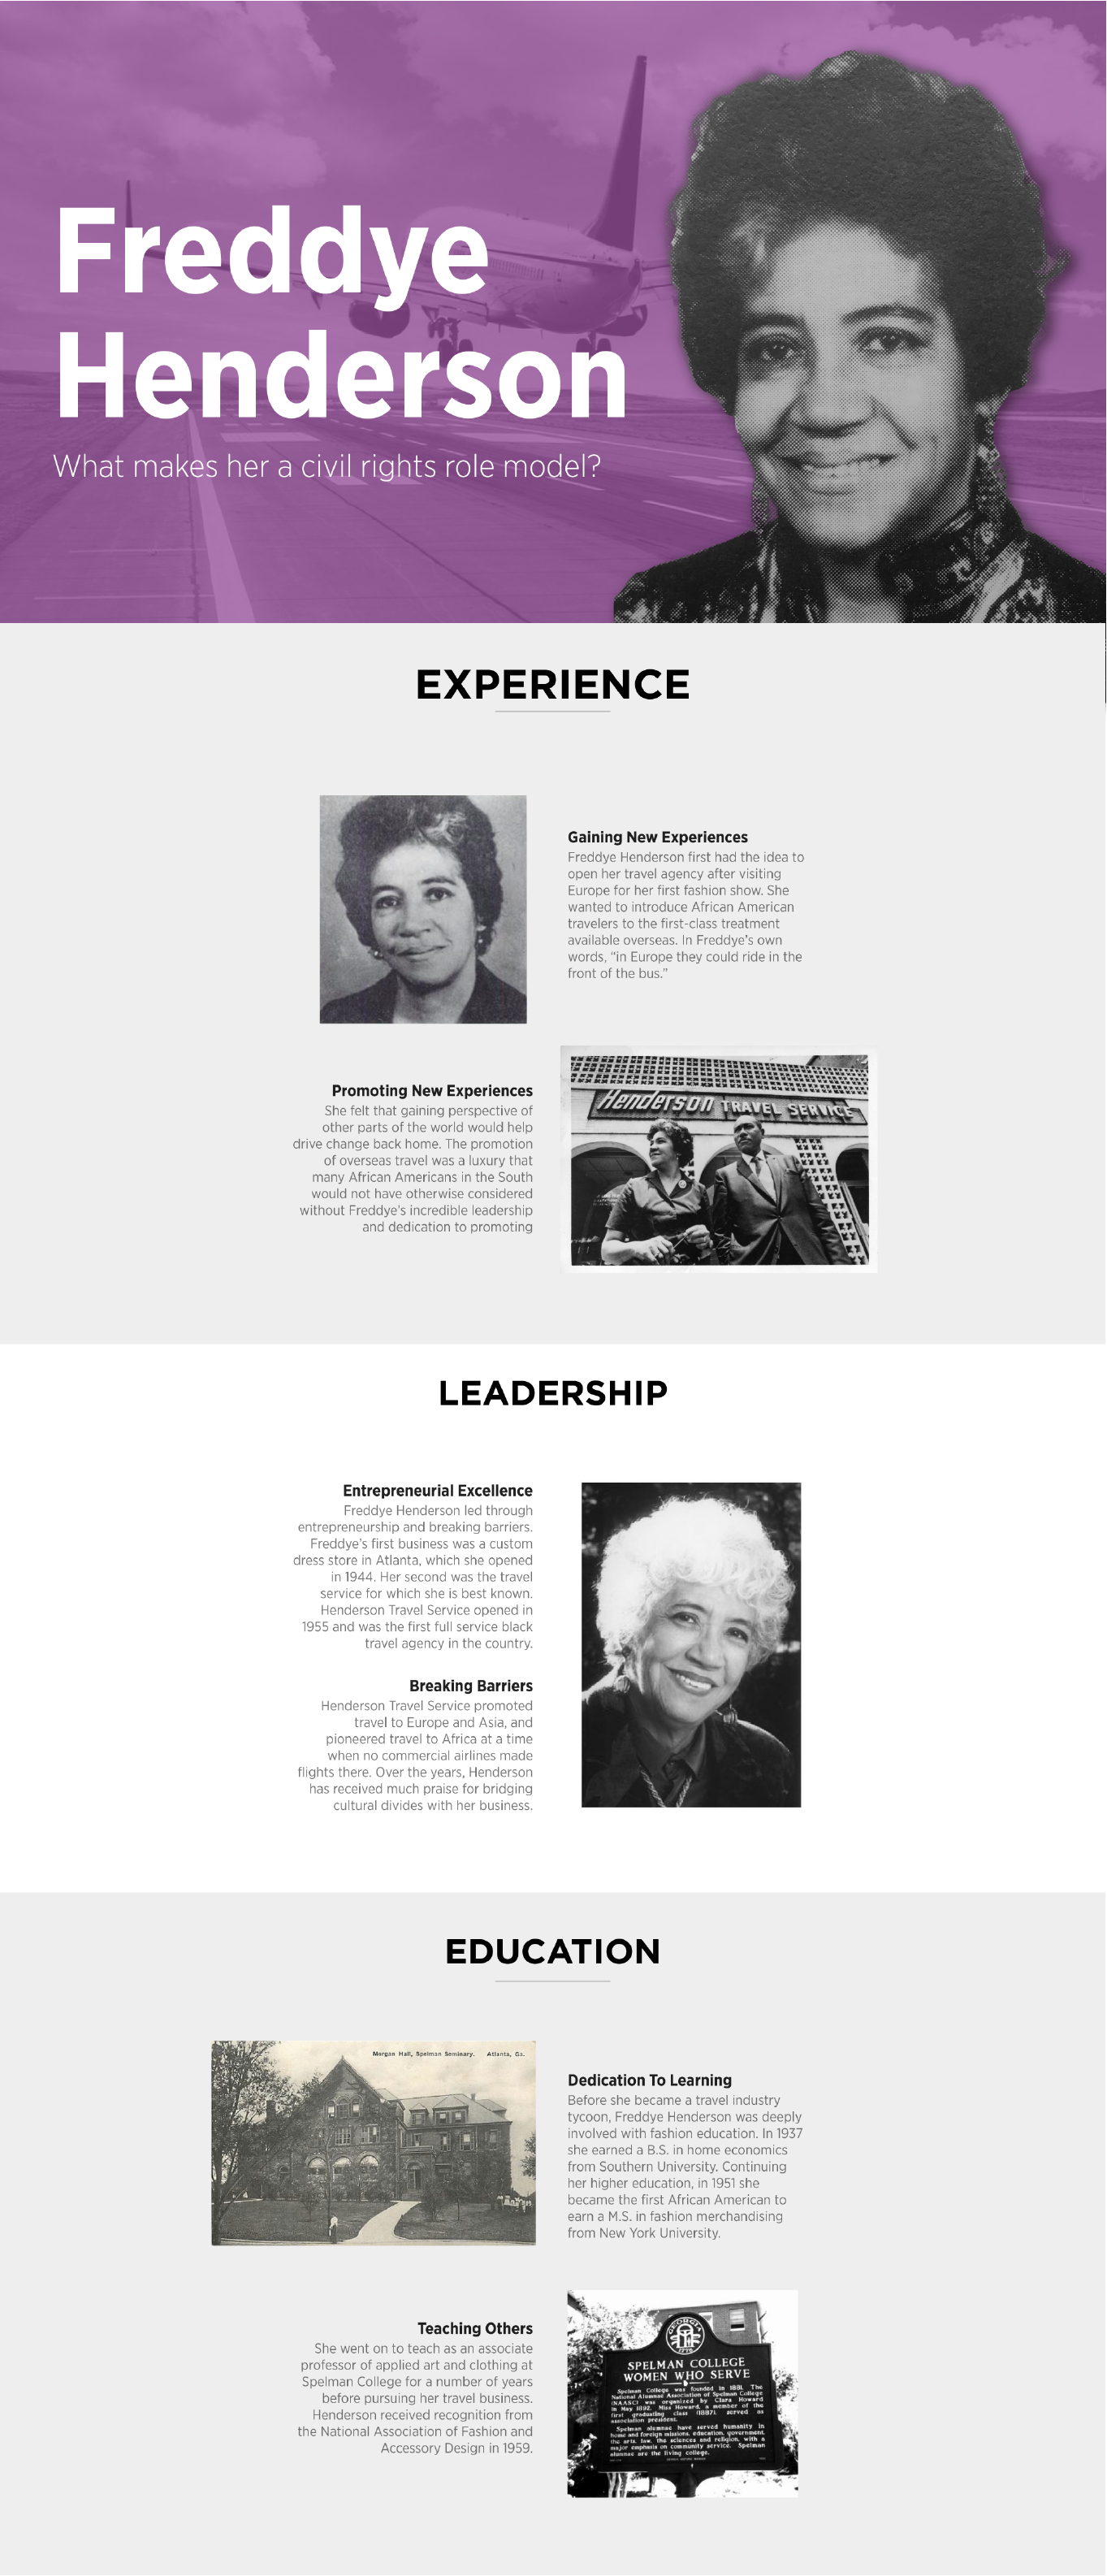 Freddye
Henderson
What makes her a civil rights role model?
EXPERIENCE
Gaining New Experiences
Freddye Henderson first had the idea to
open her travel agency after visiting
Europe for her first fashion show. She
wanted to introduce African American
travelers to the first-class treatment
available overseas. In Freddye's own
words, "in Europe they could ride in the
front of the bus."
Promoting New Experiences
She felt that gaining perspective of
other parts of the world would help
drive change back home. The promotion
of overseas travel was a luxury that
many African Americans in the South
would not have otherwise considered
without Freddye's incredible leadership
and dedication to promoting
Henderson TRAVEL SERVICE
LEADERSHIP
Entrepreneurial Excellence
Freddye Henderson led through
entrepreneurship and breaking barriers.
Freddye's first business was a custom
dress store in Atlanta, which she opened
in 1944. Her second was the travel
service for which she is best known.
Henderson Travel Service opened in
1955 and was the first full service black
travel agency in the country.
Breaking Barriers
Henderson Travel Service promoted
travel to Europe and Asia, and
pioneered travel to Africa at a time
when no commercial airlines made
flights there. Over the years, Henderson
has received much praise for bridging
cultural divides with her business.
EDUCATION
Morgan Hall, Spelman Seminary. Atlanta, Ga.
Dedication To Learning
Before she became a travel industry
tycoon, Freddye Henderson was deeply
involved with fashion education. In 1937
she earned a B.S. in home economics
from Southern University. Continuing
her higher education, in 1951 she
became the first African American to
earn a M.S. in fashion merchandising
from New York University.
Teaching Others
She went on to teach as an associate
professor of applied art and clothing at
Spelman College for a number of years
before pursuing her travel business.
Henderson received recognition from
the National Association of Fashion and
Accessory Design in 1959.
GEORGIA
1776
SPELMAN COLLEGE
WOMEN WHO SERVE
Spelman College was founded in 1881. The
National Alumnae Association of Spelman College
(NAASC) was organized by Clara Howard
in May 1892. Miss Howard, a member of the
first graduating class (1887), served as
association president.
Spelman alumnae have served humanity in
home and foreign missions, education, government,
the arts, law, the sciences and religion, with a
major emphasis on community service. Spelman
alumnae are the living college.